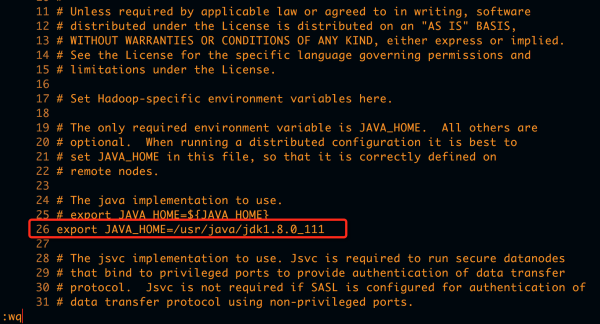 11 # Unless required by applicable law or agreed to in writing, software
12 # distributed under the License is distributed on an "AS IS" BASIS,
13 # WITHOUT WARRANTIES OR CONDITIONS OF ANY KIND, either express or implied.
14 # See the License for the specific language governing permissions and
15 # limitations under the License.
16
17 # Set Hadoop-specific environment variables here.
18
19 # The only required environment variable is JAVA_HOME.  All others are
20 # optional.  When running a distributed configuration it is best to
21 # set JAVA_HOME in this file, so that it is correctly defined on
22 # remote nodes.
23
24 # The java implementation to use.
25 # export JAVA_HOME=${JAVA_HOME}
26 export JAVA_HOME=/usr/java/jdk1.8.0_111
27
28 # The jsvc implementation to use. Jsvc is required to run secure datanodes
29 # that bind to privileged ports to provide authentication of data transfer
30 # protocol.  Jsvc is not required if SASL is configured for authentication of
31 # data transfer protocol using non-privileged ports.
:wq